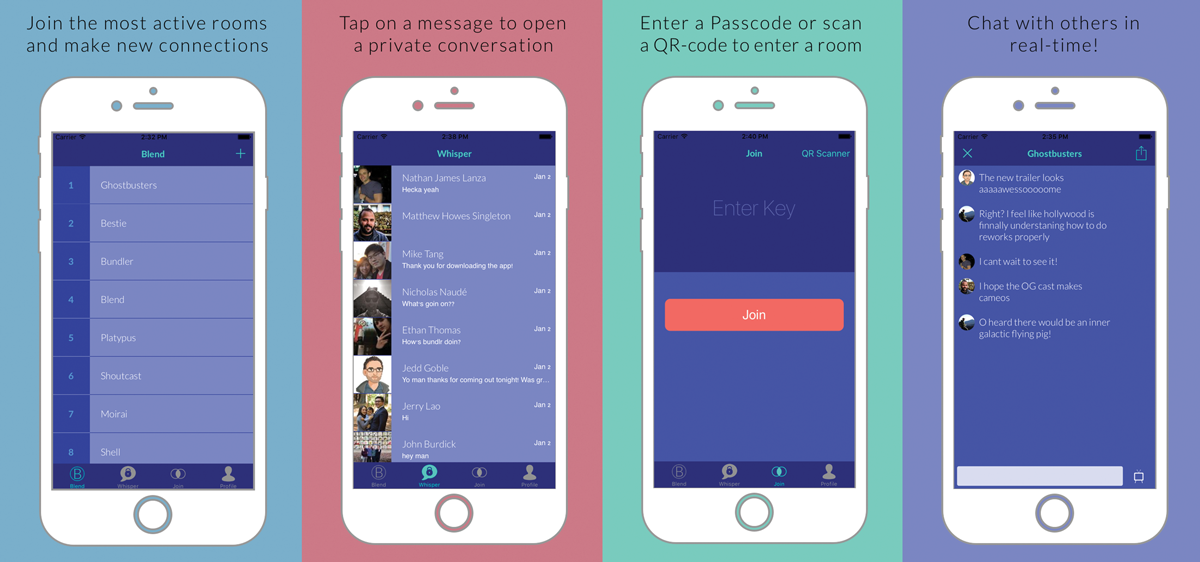 Join the most active rooms
and make new connections
Carrier 2:32 PM
Blend +
1 Ghostbusters
2 Bestie
3 Bundler
4 Blend
5 Platypus
6 Shoutcast
7 Moirai
8 Shell
B
Blend Whisper Join Profile
Tap on a message to open
a private conversation
Carrier 2:38 PM
Whisper
Nathan James Lanza Jan 2
Hecka yeah
Matthew Howes Singleton Jan 2
Mike Tang Jan 2
Thank you for downloading the app!
Nicholas Naudé Jan 2
What's goin on??
Ethan Thomas Jan 2
How's bundlr doin?
Jedd Goble Jan 2
Yo man thanks for coming out tonight! Was gr...
Jerry Lao Jan 2
Hi
John Burdick Jan 2
hey man
B
Blend Whisper Join Profile
Enter a Passcode or scan
a QR-code to enter a room
Carrier 2:40 PM
Join QR Scanner
Enter Key
Join
B
Blend Whisper Join Profile
Chat with others in
real-time!
Carrier 2:35 PM
Ghostbusters
The new trailer looks
aaaaawessooooome
Right? I feel like hollywood is
finnally understaning how to do
reworks properly
I cant wait to see it!
I hope the OG cast makes
cameos
O heard there would be an inner
galactic flying pig!